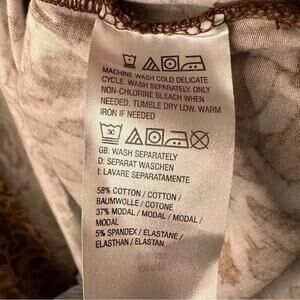 MACHINE WASH COLD DELICATE
CYCLE. WASH SEPARATELY. ONLY
NON-CHLORINE BLEACH WHEN
NEEDED. TUMBLE DRY LOW. WARM
IRON IF NEEDED
30
GB: WASH SEPARATELY
D: SEPARAT WASCHEN
I: LAVARE SEPARATAMENTE
58% COTTON / COTON /
BAUMWOLLE / COTONE
37% MODAL / MODAL / MODAL /
MODAL
5% SPANDEX / ELASTANE /
ELASTHAN / ELASTAN